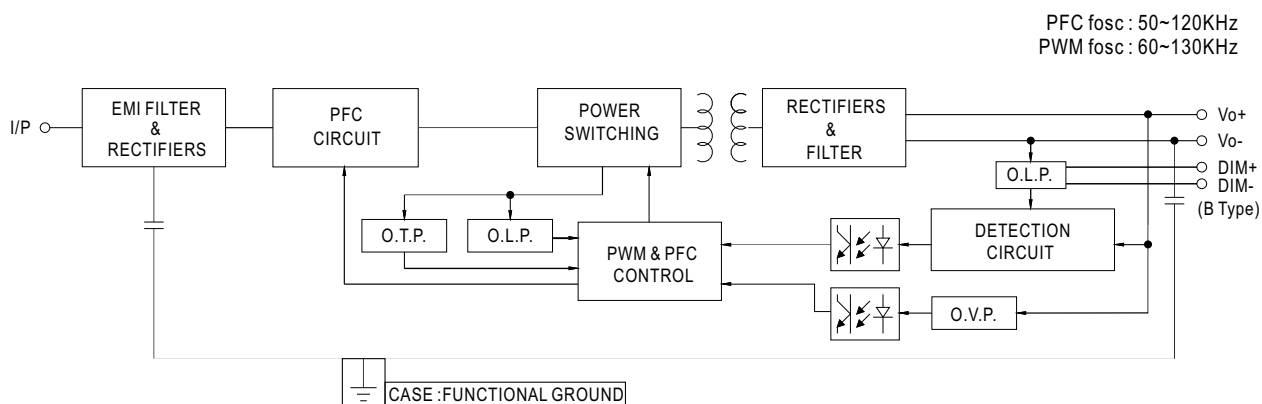 PFC fosc : 50~120KHz
PWM fosc : 60~130KHz
I/P
EMI FILTER
&
RECTIFIERS
PFC
CIRCUIT
POWER
SWITCHING
RECTIFIERS
&
FILTER
Vo+
Vo-
DIM+
DIM-
(B Type)
O.L.P.
O.T.P.
O.L.P.
PWM & PFC
CONTROL
DETECTION
CIRCUIT
O.V.P.
CASE :FUNCTIONAL GROUND